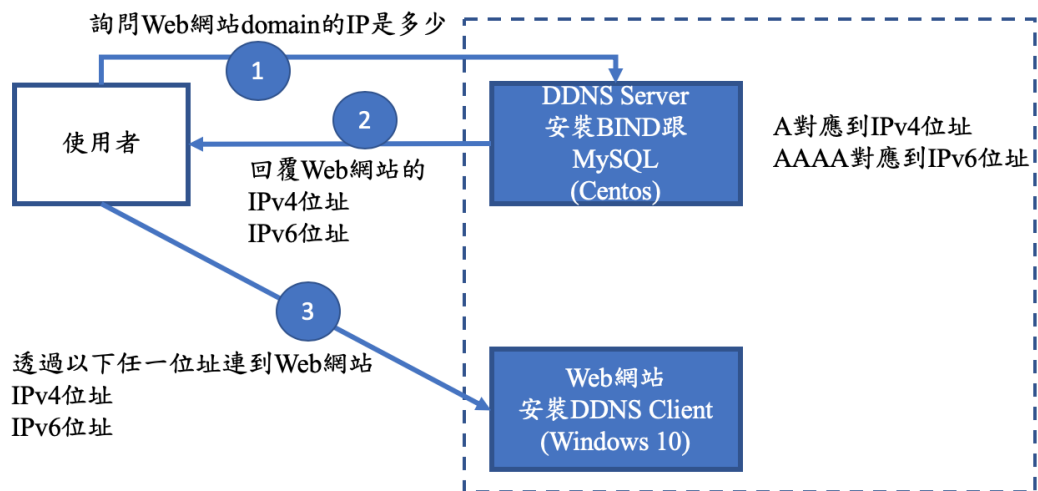 詢問Web網站domain的IP是多少
1
使用者
2
回覆Web網站的
IPv4位址
IPv6位址
DDNS Server
安裝BIND跟
MySQL
(Centos)
A對應到IPv4位址
AAAA對應到IPv6位址
3
透過以下任一位址連到Web網站
IPv4位址
IPv6位址
Web網站
安裝DDNS Client
(Windows 10)